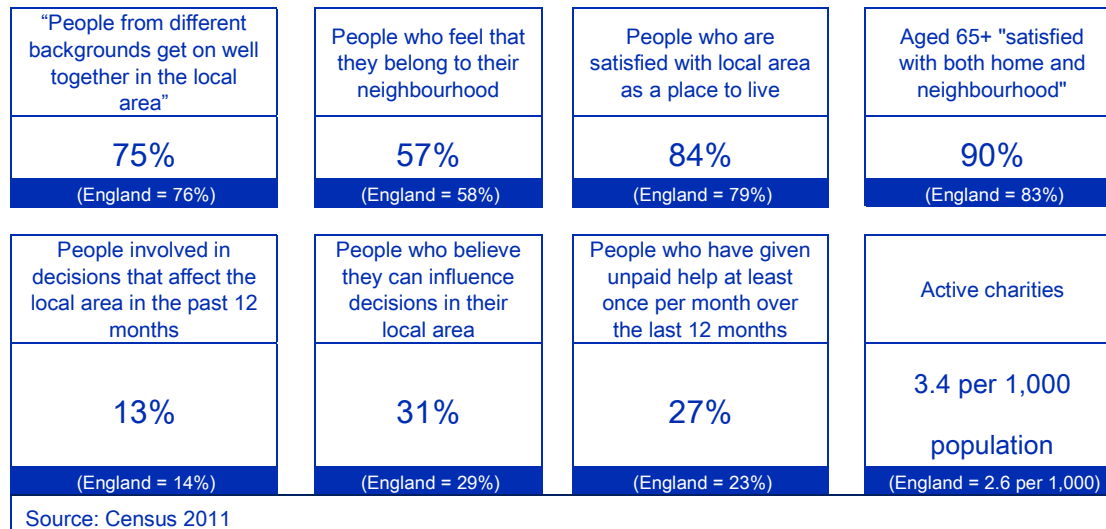 “People from different
backgrounds get on well
together in the local
area”
75%
(England = 76%)
People who feel that
they belong to their
neighbourhood
57%
(England = 58%)
People who are
satisfied with local area
as a place to live
84%
(England = 79%)
Aged 65+ "satisfied
with both home and
neighbourhood"
90%
(England = 83%)
People involved in
decisions that affect the
local area in the past 12
months
13%
(England = 14%)
People who believe
they can influence
decisions in their
local area
31%
(England = 29%)
People who have given
unpaid help at least
once per month over
the last 12 months
27%
(England = 23%)
Active charities
3.4 per 1,000
population
(England = 2.6 per 1,000)
Source: Census 2011